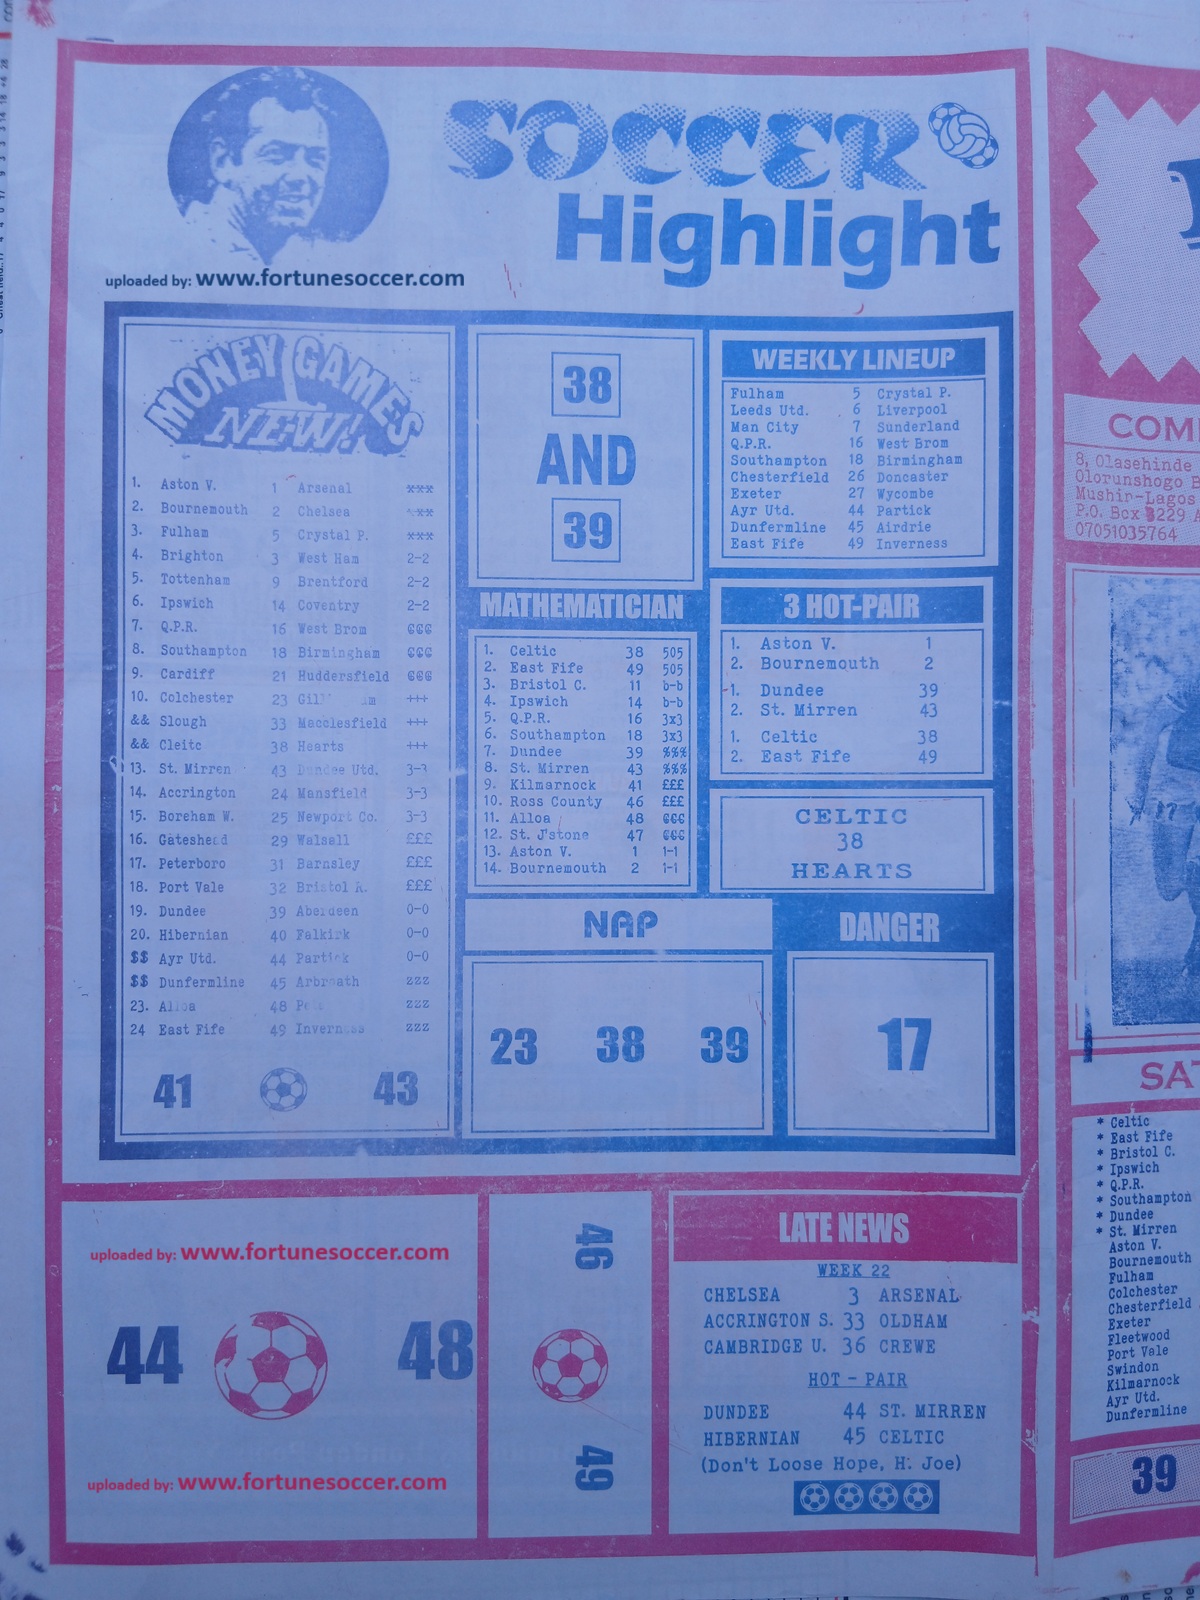 SOCCER
Highlight
uploaded by: www.fortunesoccer.com
MONEY GAMES
NEW!
1. Aston V. 1 Arsenal ***
2. Bournemouth 2 Chelsea ***
3. Fulham 5 Crystal P. ***
4. Brighton 3 West Ham 2-2
5. Tottenham 9 Brentford 2-2
6. Ipswich 14 Coventry 2-2
7. Q.P.R. 16 West Brom
8. Southampton 18 Birmingham
9. Cardiff 21 Huddersfield
10. Colchester 23 +++
&& Slough 33 Macclesfield +++
&& Cleitc 38 Hearts +++
13. St. Mirren 43 Dundee Utd. 3-3
14. Accrington 24 Mansfield 3-3
15. Boreham W. 25 Newport Co. 3-3
16. Gateshead 29 Walsall £££
17. Peterboro 31 Barnsley £££
18. Port Vale 32 Bristol R. £££
19. Dundee 39 Aberdeen 0-0
20. Hibernian 40 Falkirk 0-0
$$ Ayr Utd. 44 Partick 0-0
$$ Dunfermline 45 Arbroath zzz
23. Alloa 48 zzz
24 East Fife 49 Inverness zzz
41 43
38
AND
39
MATHEMATICIAN
1. Celtic 38 505
2. East Fife 49 505
3. Bristol C. 11 b-b
4. Ipswich 14 b-b
5. Q.P.R. 16 3x3
6. Southampton 18 3x3
7. Dundee 39 %%%
8. St. Mirren 43 %%%
9. Kilmarnock 41 £££
10. Ross County 46 £££
11. Alloa 48
12. St. J'stone 47
13. Aston V. 1 1-1
14. Bournemouth 2 1-1
WEEKLY LINEUP
Fulham 5 Crystal P.
Leeds Utd. 6 Liverpool
Man City 7 Sunderland
Q.P.R. 16 West Brom
Southampton 18 Birmingham
Chesterfield 26 Doncaster
Exeter 27 Wycombe
Ayr Utd. 44 Partick
Dunfermline 45 Airdrie
East Fife 49 Inverness
3 HOT-PAIR
1. Aston V. 1
2. Bournemouth 2
1. Dundee 39
2. St. Mirren 43
1. Celtic 38
2. East Fife 49
CELTIC
38
HEARTS
NAP
23 38 39
DANGER
17
uploaded by: www.fortunesoccer.com
44 48
uploaded by: www.fortunesoccer.com
46
49
LATE NEWS
WEEK 22
CHELSEA 3 ARSENAL
ACCRINGTON S. 33 OLDHAM
CAMBRIDGE U. 36 CREWE
HOT - PAIR
DUNDEE 44 ST. MIRREN
HIBERNIAN 45 CELTIC
(Don't Loose Hope, H. Joe)
COM
8, Olasehinde
Olorunshogo B
Mushin-Lagos
P.O. Box 3229 A
07051035764
SAT
* Celtic
* East Fife
* Bristol C.
* Ipswich
* Q.P.R.
* Southampton
* Dundee
* St. Mirren
Aston V.
Bournemouth
Fulham
Colchester
Chesterfield
Exeter
Fleetwood
Port Vale
Swindon
Kilmarnock
Ayr Utd.
Dunfermline
39